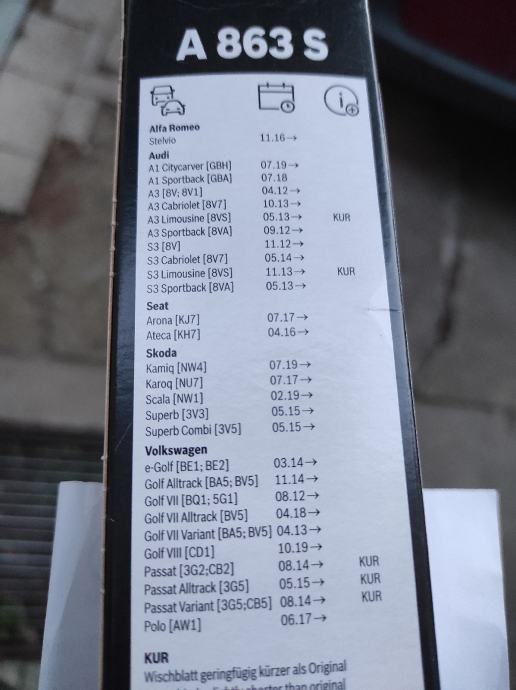 A 863 S
Alfa Romeo
Stelvio 11.16→
Audi
A1 Citycarver [GBH] 07.19→
A1 Sportback [GBA] 07.18
A3 [8V; 8V1] 04.12→
A3 Cabriolet [8V7] 10.13→
A3 Limousine [8VS] 05.13→ KUR
A3 Sportback [8VA] 09.12→
S3 [8V] 11.12→
S3 Cabriolet [8V7] 05.14→
S3 Limousine [8VS] 11.13→ KUR
S3 Sportback [8VA] 05.13→
Seat
Arona [KJ7] 07.17→
Ateca [KH7] 04.16→
Skoda
Kamiq [NW4] 07.19→
Karoq [NU7] 07.17→
Scala [NW1] 02.19→
Superb [3V3] 05.15→
Superb Combi [3V5] 05.15→
Volkswagen
e-Golf [BE1; BE2] 03.14→
Golf Alltrack [BA5; BV5] 11.14→
Golf VII [BQ1; 5G1] 08.12→
Golf VII Alltrack [BV5] 04.18→
Golf VII Variant [BA5; BV5] 04.13→
Golf VIII [CD1] 10.19→
Passat [3G2;CB2] 08.14→ KUR
Passat Alltrack [3G5] 05.15→ KUR
Passat Variant [3G5;CB5] 08.14→ KUR
Polo [AW1] 06.17→
KUR
Wischblatt geringfügig kürzer als Original
shorter than original